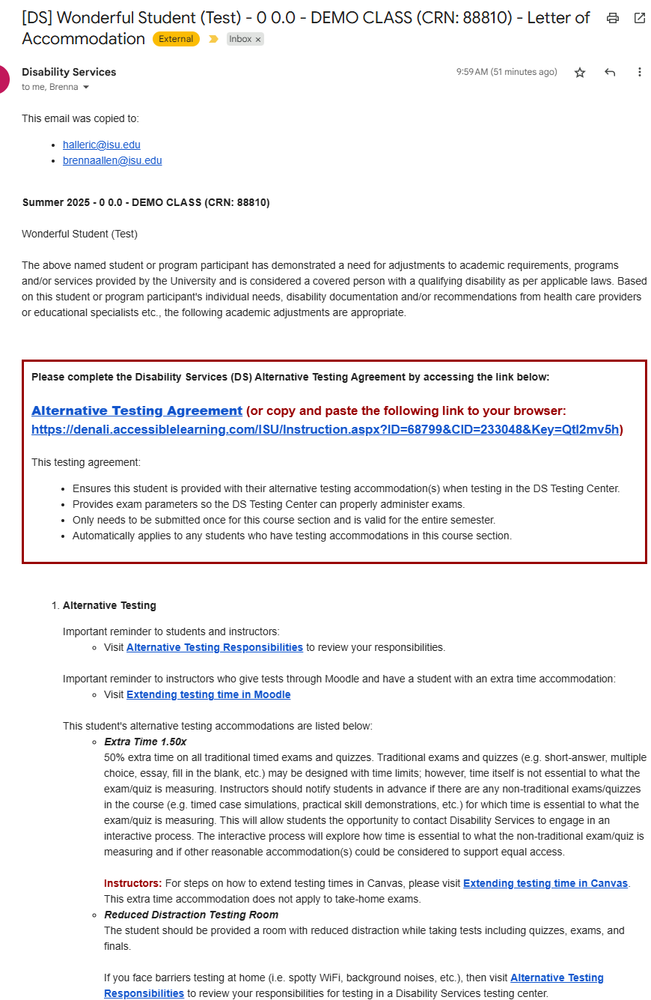 [DS] Wonderful Student (Test) - 0 0.0 - DEMO CLASS (CRN: 88810) - Letter of
Accommodation External Inbox ×
Disability Services 9:59 AM (51 minutes ago)
to me, Brenna
This email was copied to:
• halleric@isu.edu
• brennaallen@isu.edu
Summer 2025 - 0 0.0 - DEMO CLASS (CRN: 88810)
Wonderful Student (Test)
The above named student or program participant has demonstrated a need for adjustments to academic requirements, programs
and/or services provided by the University and is considered a covered person with a qualifying disability as per applicable laws. Based
on this student or program participant's individual needs, disability documentation and/or recommendations from health care providers
or educational specialists etc., the following academic adjustments are appropriate.
Please complete the Disability Services (DS) Alternative Testing Agreement by accessing the link below:
Alternative Testing Agreement (or copy and paste the following link to your browser:
https://denali.accessiblelearning.com/ISU/Instruction.aspx?ID=68799&CID=233048&Key=Qtl2mv5h)
This testing agreement:
• Ensures this student is provided with their alternative testing accommodation(s) when testing in the DS Testing Center.
• Provides exam parameters so the DS Testing Center can properly administer exams.
• Only needs to be submitted once for this course section and is valid for the entire semester.
• Automatically applies to any students who have testing accommodations in this course section.
1. Alternative Testing
Important reminder to students and instructors:
◦ Visit Alternative Testing Responsibilities to review your responsibilities.
Important reminder to instructors who give tests through Moodle and have a student with an extra time accommodation:
◦ Visit Extending testing time in Moodle
This student's alternative testing accommodations are listed below:
◦ Extra Time 1.50x
50% extra time on all traditional timed exams and quizzes. Traditional exams and quizzes (e.g. short-answer, multiple
choice, essay, fill in the blank, etc.) may be designed with time limits; however, time itself is not essential to what the
exam/quiz is measuring. Instructors should notify students in advance if there are any non-traditional exams/quizzes
in the course (e.g. timed case simulations, practical skill demonstrations, etc.) for which time is essential to what the
exam/quiz is measuring. This will allow students the opportunity to contact Disability Services to engage in an
interactive process. The interactive process will explore how time is essential to what the non-traditional exam/quiz is
measuring and if other reasonable accommodation(s) could be considered to support equal access.
Instructors: For steps on how to extend testing times in Canvas, please visit Extending testing time in Canvas.
This extra time accommodation does not apply to take-home exams.
◦ Reduced Distraction Testing Room
The student should be provided a room with reduced distraction while taking tests including quizzes, exams, and
finals.
If you face barriers testing at home (i.e. spotty WiFi, background noises, etc.), then visit Alternative Testing
Responsibilities to review your responsibilities for testing in a Disability Services testing center.